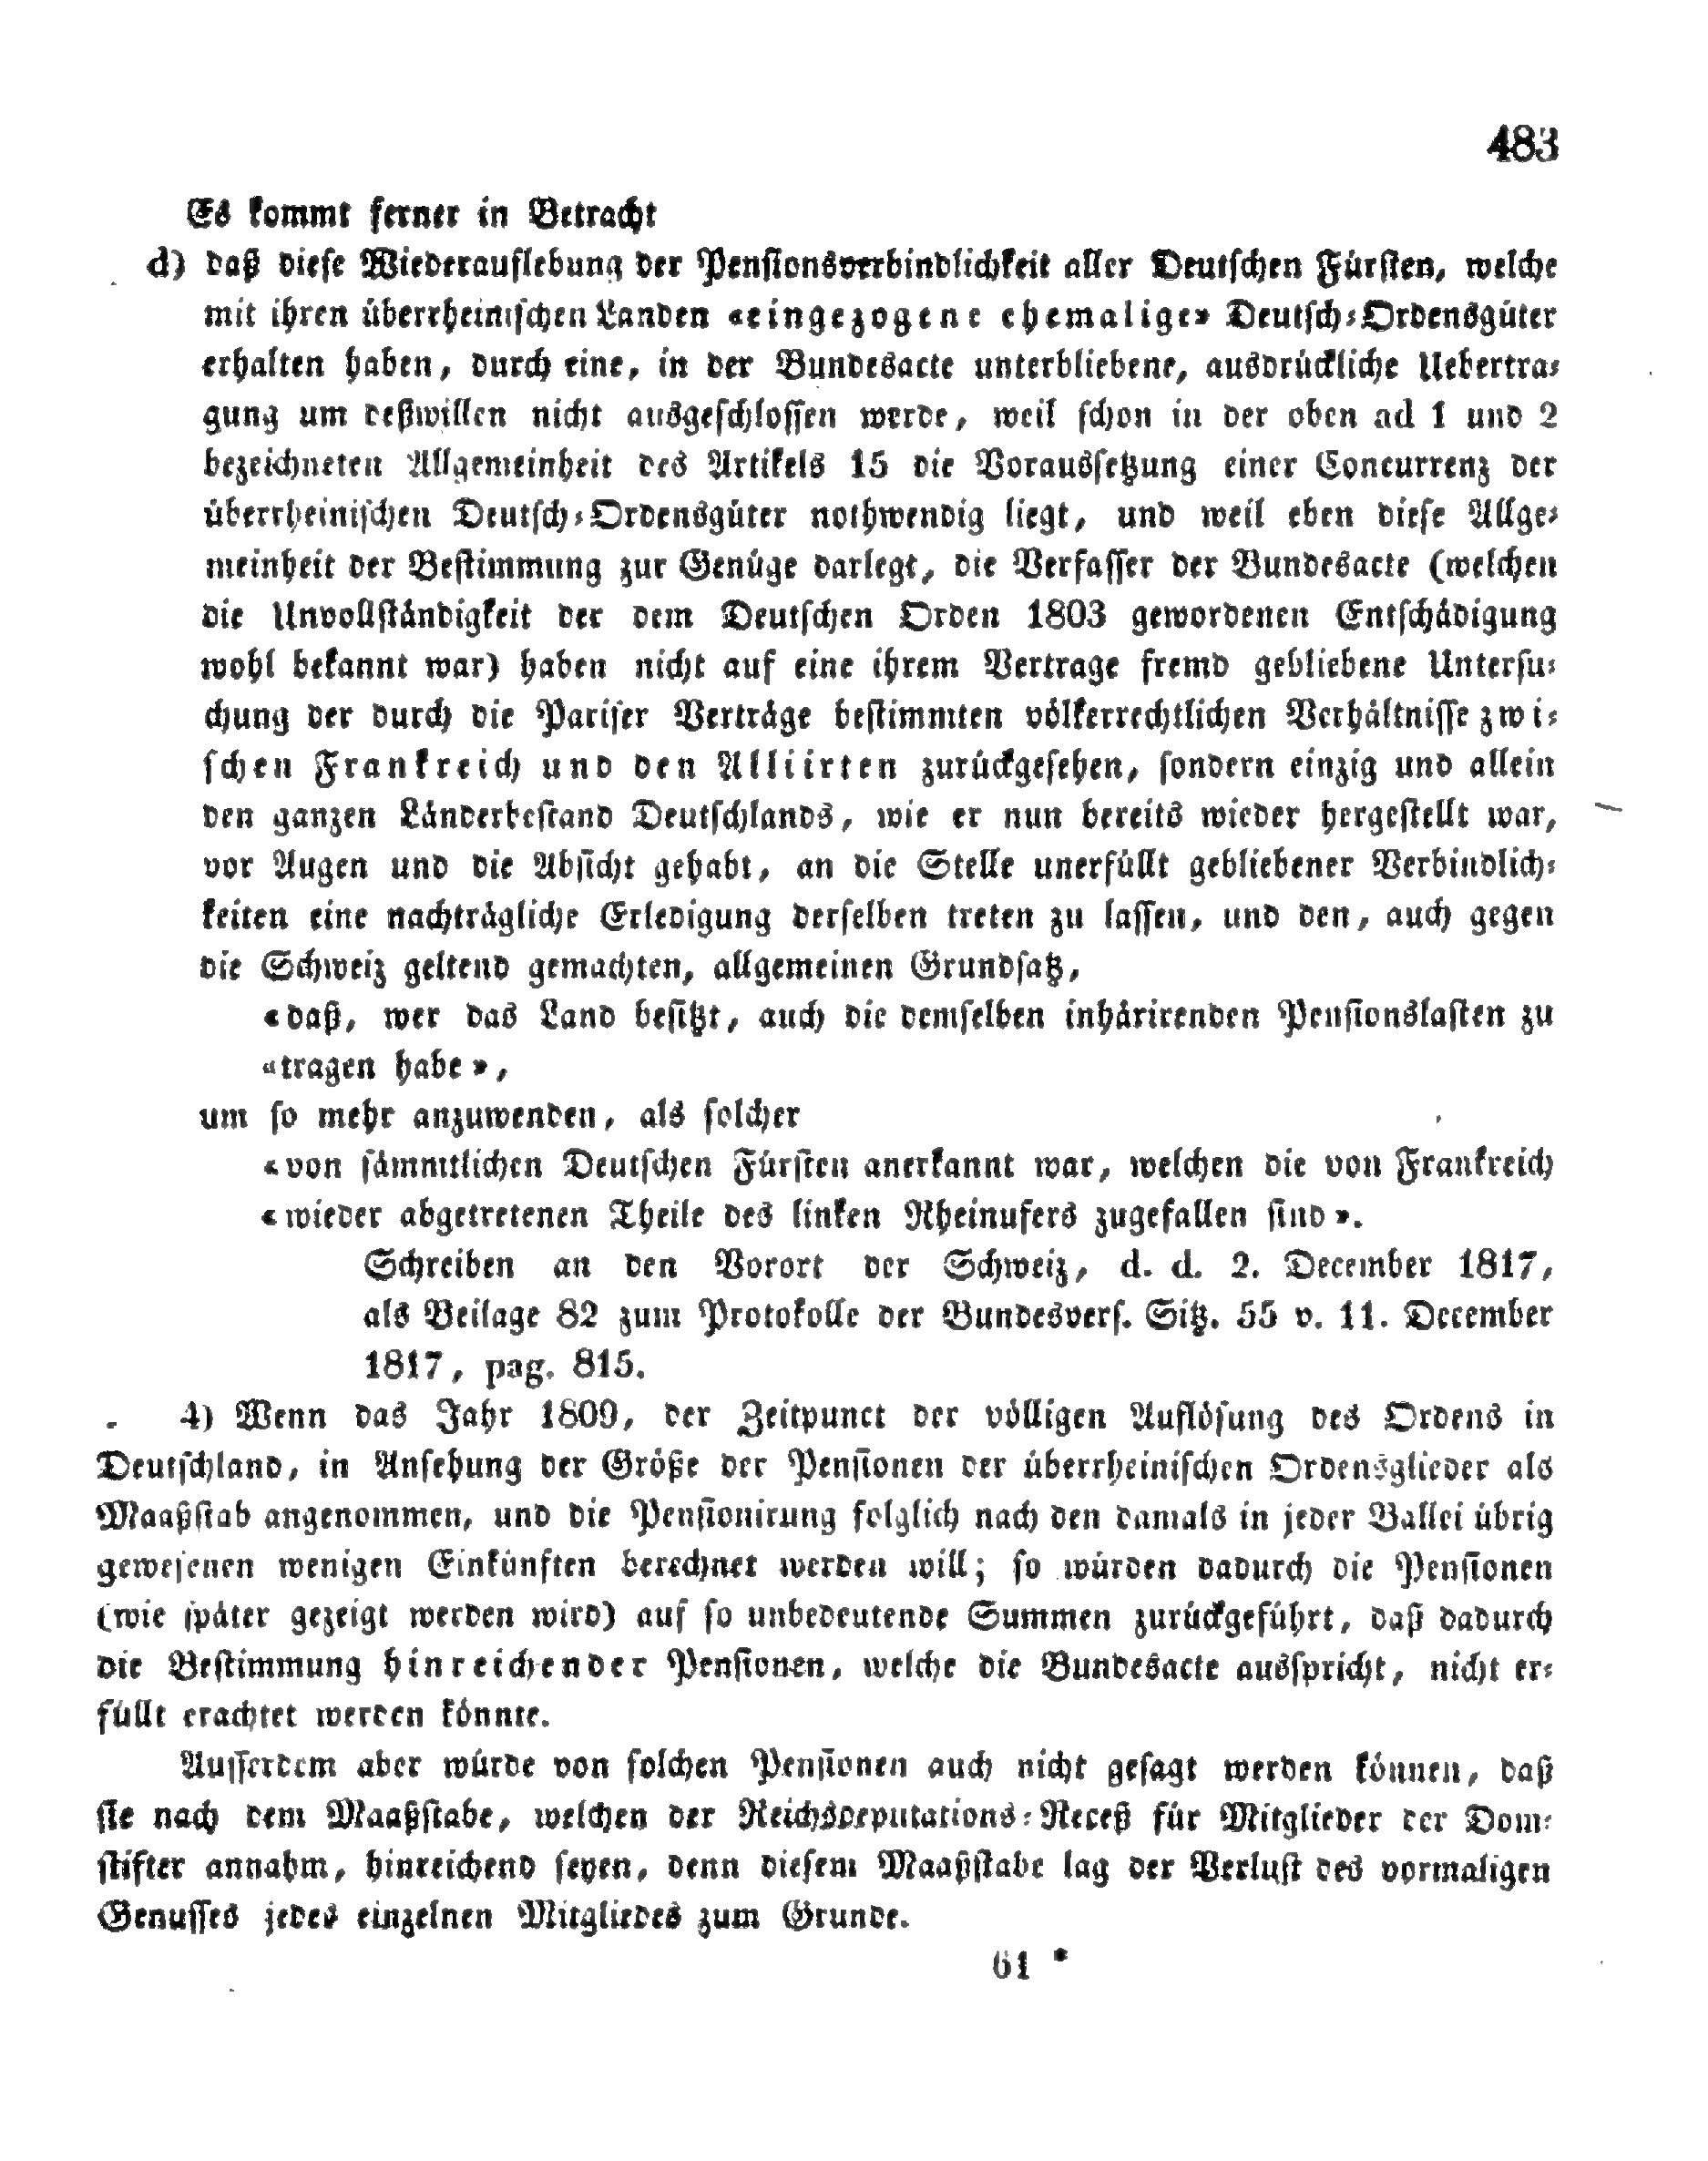 483
Es kommt ferner in Betracht
d) daß diese Wiederauflebung der Pensionsverbindlichkeit aller Deutschen Fürsten, welche
mit ihren überrheinischen Landen «eingezogene ehemalige» Deutsch-Ordensgüter
erhalten haben, durch eine, in der Bundesacte unterbliebene, ausdrückliche Uebertra-
gung um deßwillen nicht ausgeschlossen werde, weil schon in der oben ad 1 und 2
bezeichneten Allgemeinheit des Artikels 15 die Voraussetzung einer Concurrenz der
überrheinischen Deutsch-Ordensgüter nothwendig liegt, und weil eben diese Allge-
meinheit der Bestimmung zur Genüge darlegt, die Verfasser der Bundesacte (welchen
die Unvollständigkeit der dem Deutschen Orden 1803 gewordenen Entschädigung
wohl bekannt war) haben nicht auf eine ihrem Vertrage fremd gebliebene Untersu-
chung der durch die Pariser Verträge bestimmten völkerrechtlichen Verhältnisse zwi-
schen Frankreich und den Alliirten zurückgesehen, sondern einzig und allein
den ganzen Länderbestand Deutschlands, wie er nun bereits wieder hergestellt war,
vor Augen und die Absicht gehabt, an die Stelle unerfüllt gebliebener Verbindlich-
keiten eine nachträgliche Erledigung derselben treten zu lassen, und den, auch gegen
die Schweiz geltend gemachten, allgemeinen Grundsatz,
«daß, wer das Land besitzt, auch die demselben inhärirenden Pensionslasten zu
«tragen habe»,
um so mehr anzuwenden, als solcher
«von sämmtlichen Deutschen Fürsten anerkannt war, welchen die von Frankreich
«wieder abgetretenen Theile des linken Rheinufers zugefallen sind».
Schreiben an den Vorort der Schweiz, d. d. 2. December 1817,
als Beilage 82 zum Protokolle der Bundesvers. Sitz. 55 v. 11. December
1817, pag. 815.
4) Wenn das Jahr 1809, der Zeitpunct der völligen Auflösung des Ordens in
Deutschland, in Ansehung der Größe der Pensionen der überrheinischen Ordensglieder als
Maaßstab angenommen, und die Pensionirung folglich nach den damals in jeder Ballei übrig
gewesenen wenigen Einkünften berechnet werden will; so würden dadurch die Pensionen
(wie später gezeigt werden wird) auf so unbedeutende Summen zurückgeführt, daß dadurch
die Bestimmung hinreichender Pensionen, welche die Bundesacte ausspricht, nicht er-
füllt erachtet werden könnte.
Ausserdem aber würde von solchen Pensionen auch nicht gesagt werden können, daß
sie nach dem Maaßstabe, welchen der Reichsdeputations-Receß für Mitglieder der Dom-
stifter annahm, hinreichend seyen, denn diesem Maaßstabe lag der Verlust des vormaligen
Genusses jedes einzelnen Mitgliedes zum Grunde.
61 *